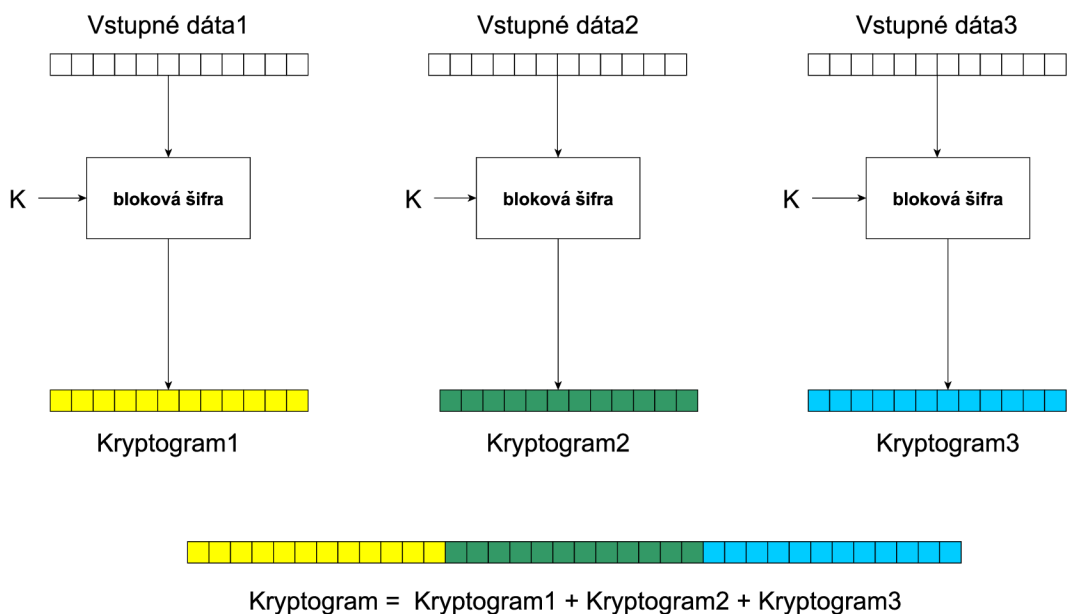 Vstupné dáta1 Vstupné dáta2 Vstupné dáta3
K bloková šifra K bloková šifra K bloková šifra
Kryptogram1 Kryptogram2 Kryptogram3
Kryptogram = Kryptogram1 + Kryptogram2 + Kryptogram3